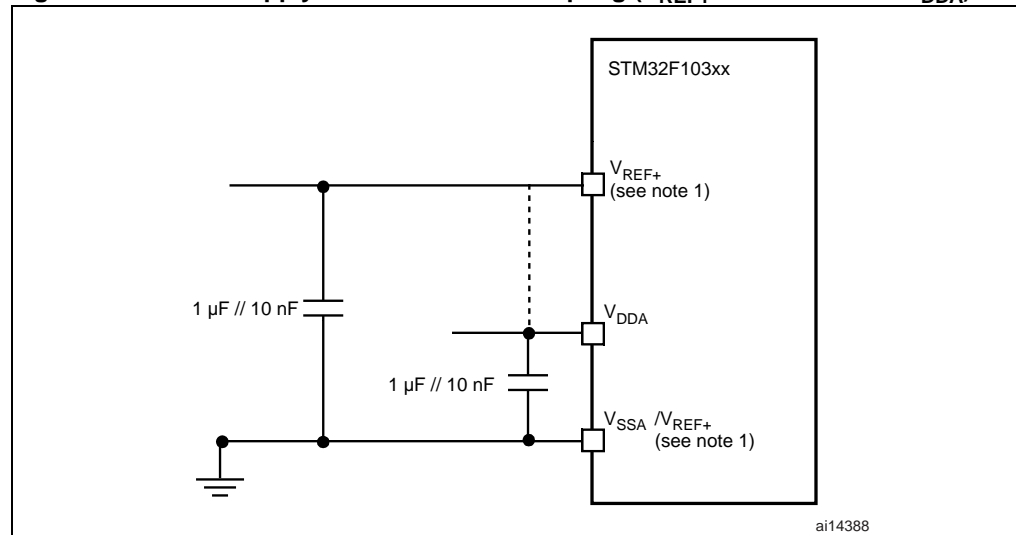 STM32F103xx
VREF+
(see note 1)
1 µF // 10 nF
VDDA
1 µF // 10 nF
VSSA /VREF+
(see note 1)
ai14388